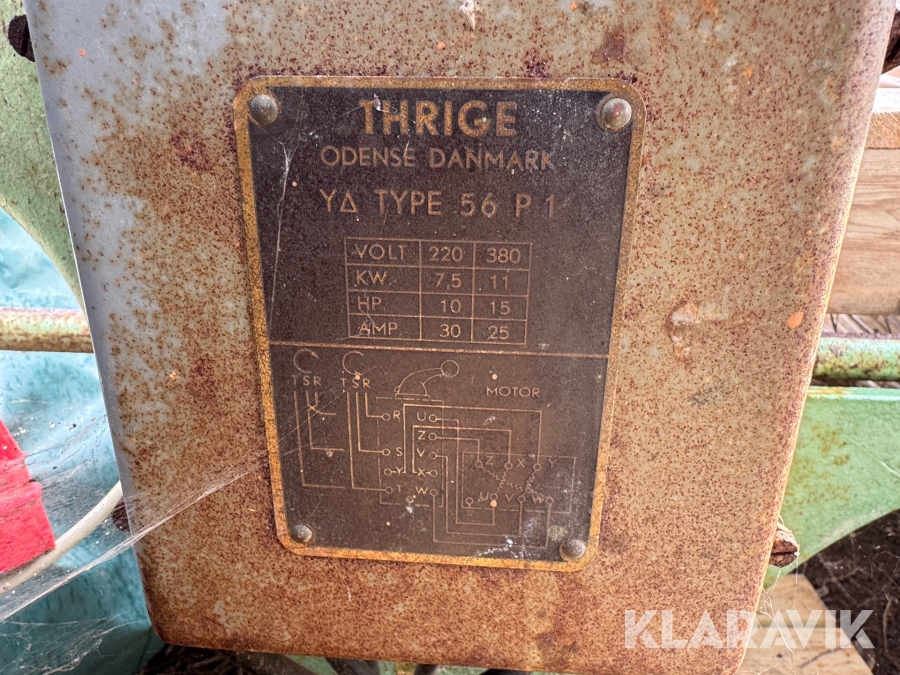 THRIGE
ODENSE DANMARK
Y∆ TYPE 56 P 1
VOLT 220 380
KW. 7,5 11
HP 10 15
AMP 30 25
TSR TSR MOTOR
R U
Z
S V Z X Y
Y X
T W U V W
KLARAVIK